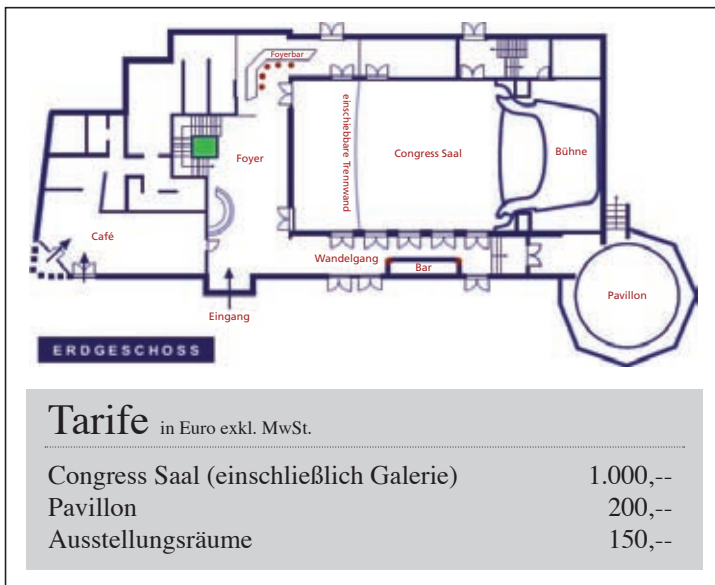 Foyerbar
einschiebbare Trennwand
Foyer
Congress Saal
Bühne
Café
Wandelgang
Bar
Pavillon
Eingang
ERDGESCHOSS
Tarife in Euro exkl. MwSt.
Congress Saal (einschließlich Galerie) 1.000,--
Pavillon 200,--
Ausstellungsräume 150,--